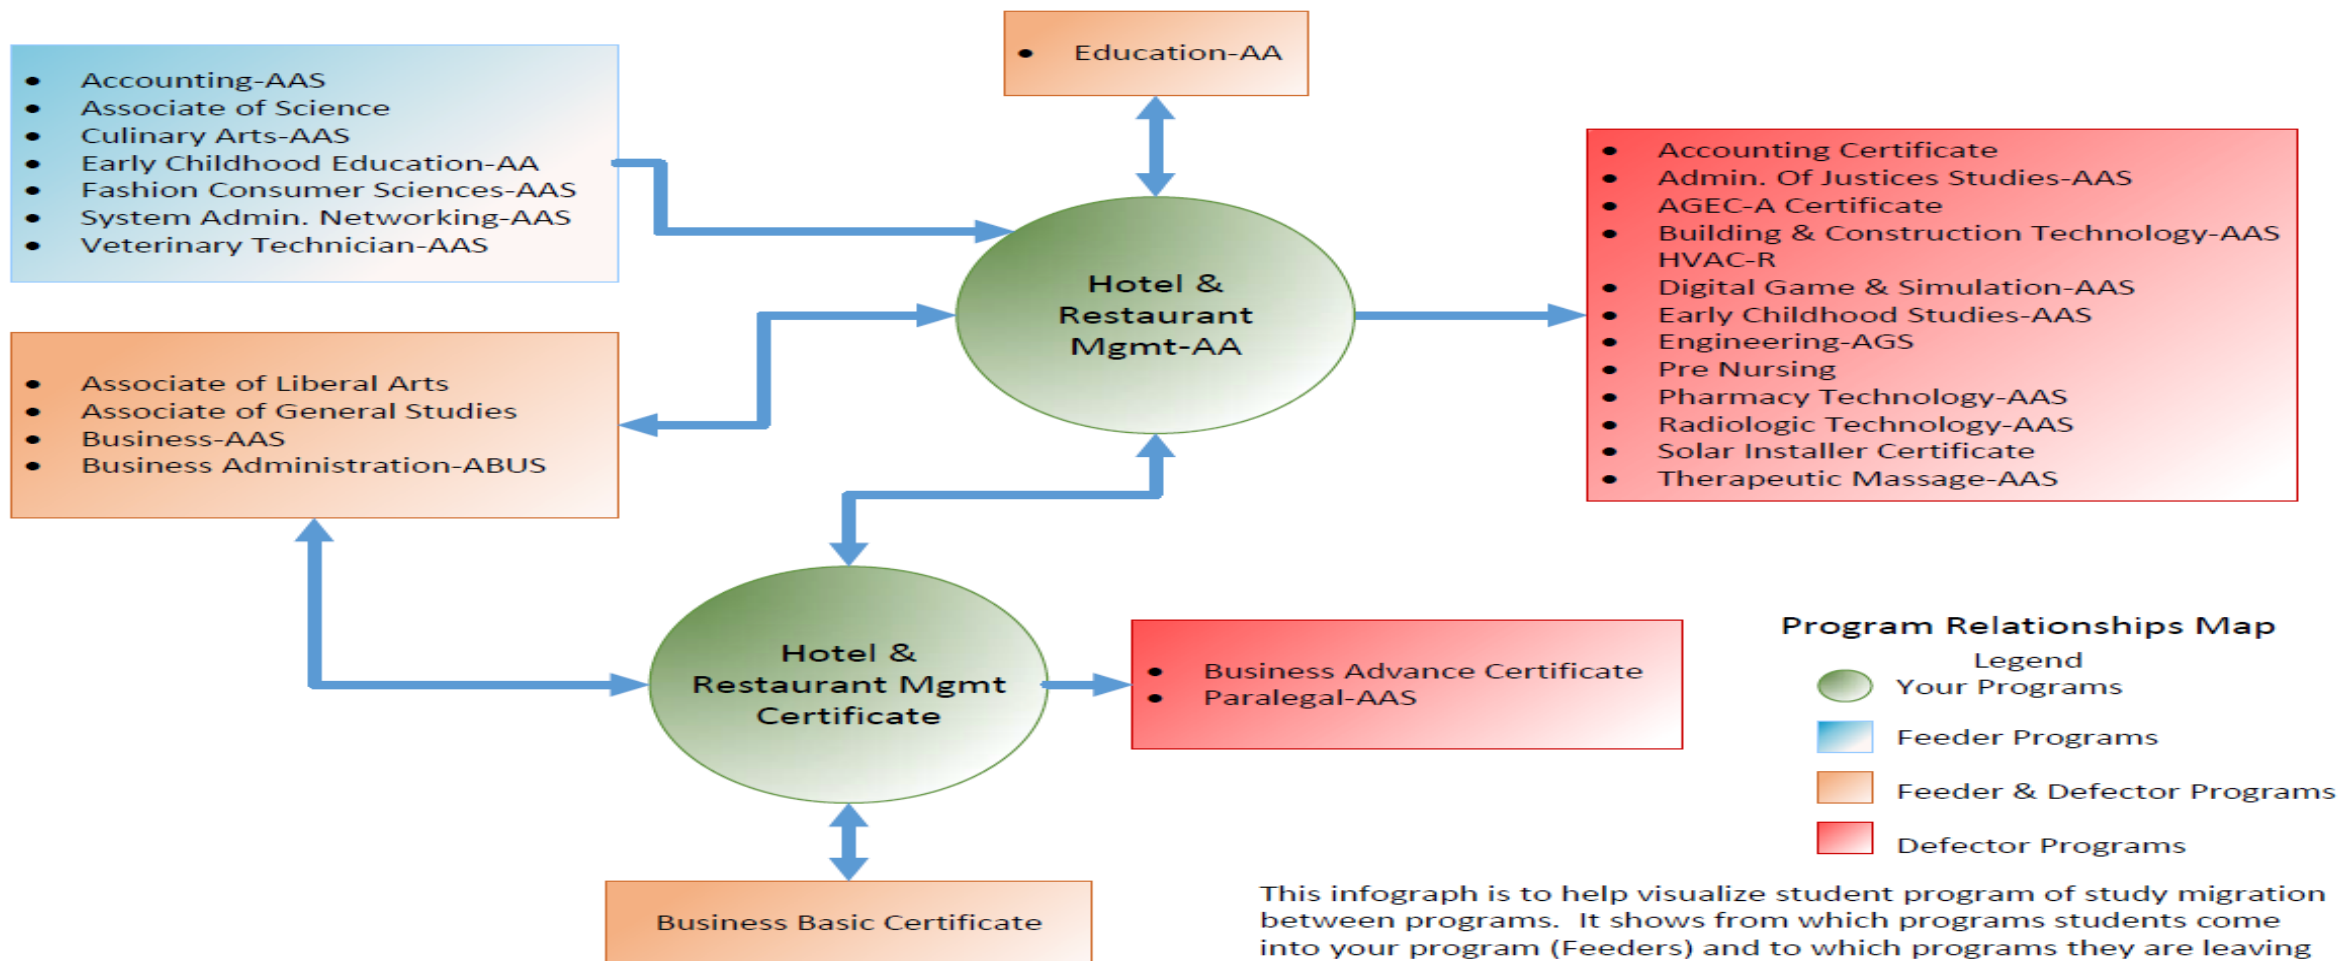 Education-AA
Accounting-AAS
Associate of Science
Culinary Arts-AAS
Early Childhood Education-AA
Fashion Consumer Sciences-AAS
System Admin. Networking-AAS
Veterinary Technician-AAS
Accounting Certificate
Admin. Of Justices Studies-AAS
AGEC-A Certificate
Building & Construction Technology-AAS
HVAC-R
Digital Game & Simulation-AAS
Early Childhood Studies-AAS
Engineering-AGS
Pre Nursing
Pharmacy Technology-AAS
Radiologic Technology-AAS
Solar Installer Certificate
Therapeutic Massage-AAS
Hotel &
Restaurant
Mgmt-AA
Associate of Liberal Arts
Associate of General Studies
Business-AAS
Business Administration-ABUS
Hotel &
Restaurant Mgmt
Certificate
Business Advance Certificate
Paralegal-AAS
Business Basic Certificate
Program Relationships Map
Legend
Your Programs
Feeder Programs
Feeder & Defector Programs
Defector Programs
This infograph is to help visualize student program of study migration
between programs.  It shows from which programs students come
into your program (Feeders) and to which programs they are leaving